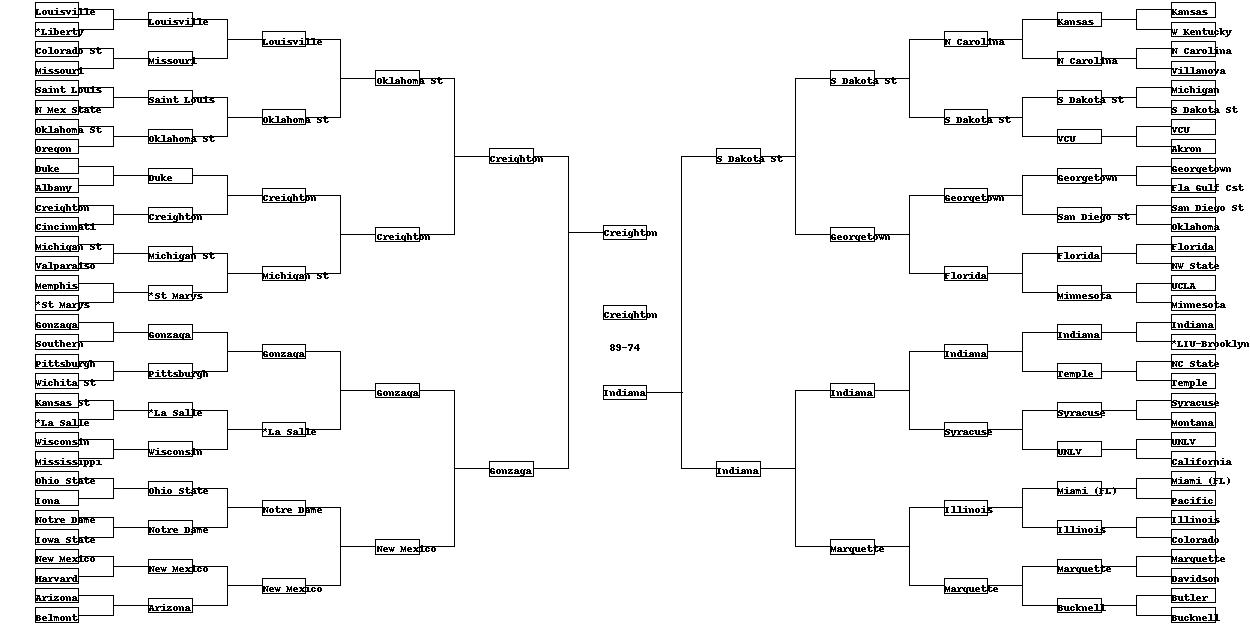 Louisville
*Liberty
Colorado St
Missouri
Saint Louis
N Mex State
Oklahoma St
Oregon
Duke
Albany
Creighton
Cincinnati
Michigan St
Valparaiso
Memphis
*St Marys
Gonzaga
Southern
Pittsburgh
Wichita St
Kansas St
*La Salle
Wisconsin
Mississippi
Ohio State
Iona
Notre Dame
Iowa State
New Mexico
Harvard
Arizona
Belmont
Louisville
Missouri
Saint Louis
Oklahoma St
Duke
Creighton
Michigan St
*St Marys
Gonzaga
Pittsburgh
*La Salle
Wisconsin
Ohio State
Notre Dame
New Mexico
Arizona
Louisville
Oklahoma St
Creighton
Michigan St
Gonzaga
*La Salle
Notre Dame
New Mexico
Oklahoma St
Creighton
Gonzaga
New Mexico
Creighton
Gonzaga
Creighton
Creighton
89-74
Indiana
S Dakota St
Indiana
S Dakota St
Georgetown
Indiana
Marquette
N Carolina
S Dakota St
Georgetown
Florida
Indiana
Syracuse
Illinois
Marquette
Kansas
N Carolina
S Dakota St
VCU
Georgetown
San Diego St
Florida
Minnesota
Indiana
Temple
Syracuse
UNLV
Miami (FL)
Illinois
Marquette
Bucknell
Kansas
W Kentucky
N Carolina
Villanova
Michigan
S Dakota St
VCU
Akron
Georgetown
Fla Gulf Cst
San Diego St
Oklahoma
Florida
NW State
UCLA
Minnesota
Indiana
*LIU-Brooklyn
NC State
Temple
Syracuse
Montana
UNLV
California
Miami (FL)
Pacific
Illinois
Colorado
Marquette
Davidson
Butler
Bucknell